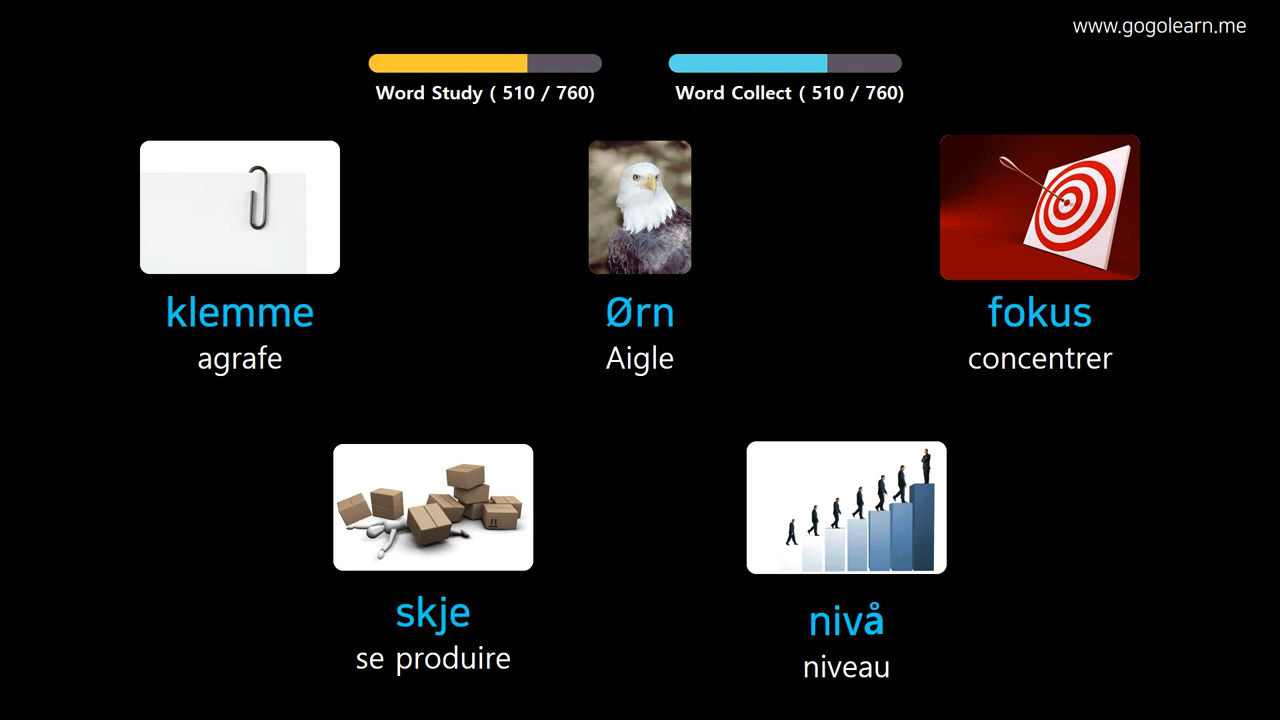 www.gogolearn.me
Word Study ( 510 / 760)
Word Collect ( 510 / 760)
klemme
agrafe
Ørn
Aigle
fokus
concentrer
skje
se produire
nivå
niveau